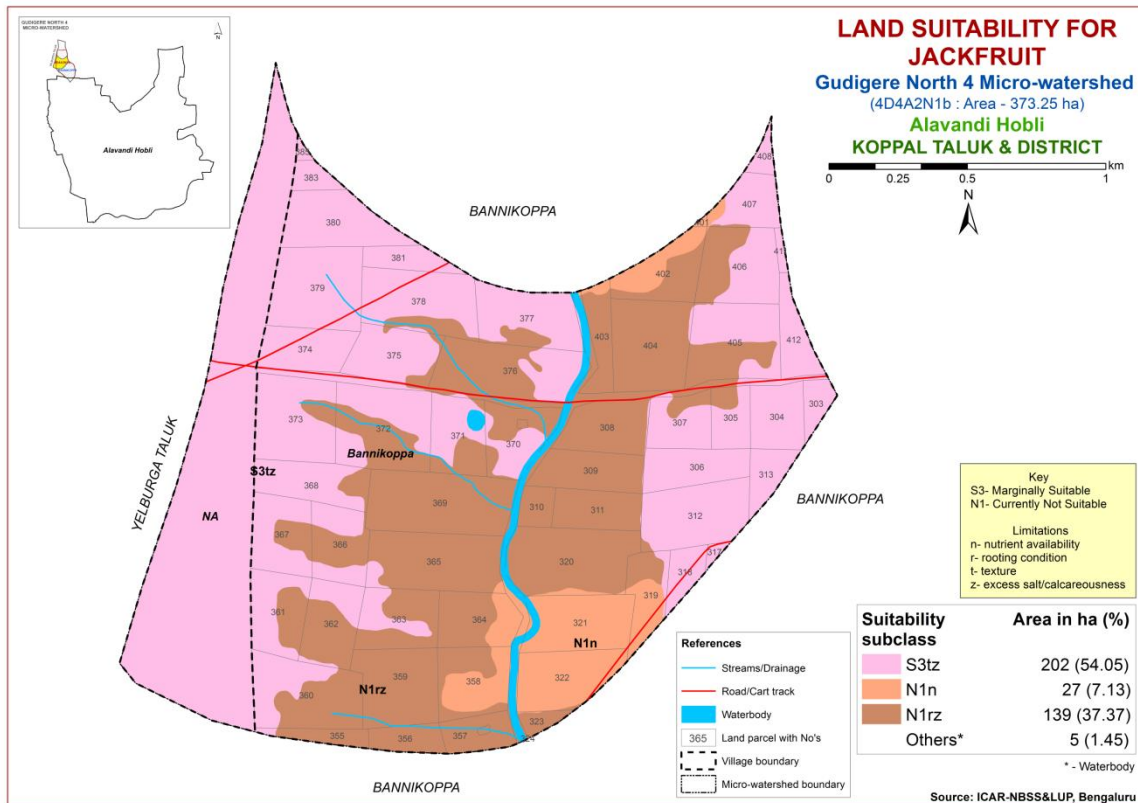 GUDIGERE NORTH 4
MICRO-WATERSHED
N
Alavandi Hobli
LAND SUITABILITY FOR
JACKFRUIT
Gudigere North 4 Micro-watershed
(4D4A2N1b : Area - 373.25 ha)
Alavandi Hobli
KOPPAL TALUK & DISTRICT
km
0 0.25 0.5 1
N
BANNIKOPPA
408
383
407
380
406
381
402
379
378
377
403
404
405
412
374
375
376
303
304
305
307
308
373
372
371
370
Bannikoppa
309
306
313
S3tz
YELBURGA TALUK
NA
368
369
310
311
312
BANNIKOPPA
367
366
365
320
317
316
319
361
362
363
364
321
N1n
359
358
322
N1rz
360
323
355
356
357
BANNIKOPPA
Key
S3- Marginally Suitable
N1- Currently Not Suitable
Limitations
n- nutrient availability
r- rooting condition
t- texture
z- excess salt/calcareousness
References
Streams/Drainage
Road/Cart track
Waterbody
365 Land parcel with No's
Village boundary
Micro-watershed boundary
Suitability subclass Area in ha (%)
S3tz 202 (54.05)
N1n 27 (7.13)
N1rz 139 (37.37)
Others* 5 (1.45)
* - Waterbody
Source: ICAR-NBSS&LUP, Bengaluru